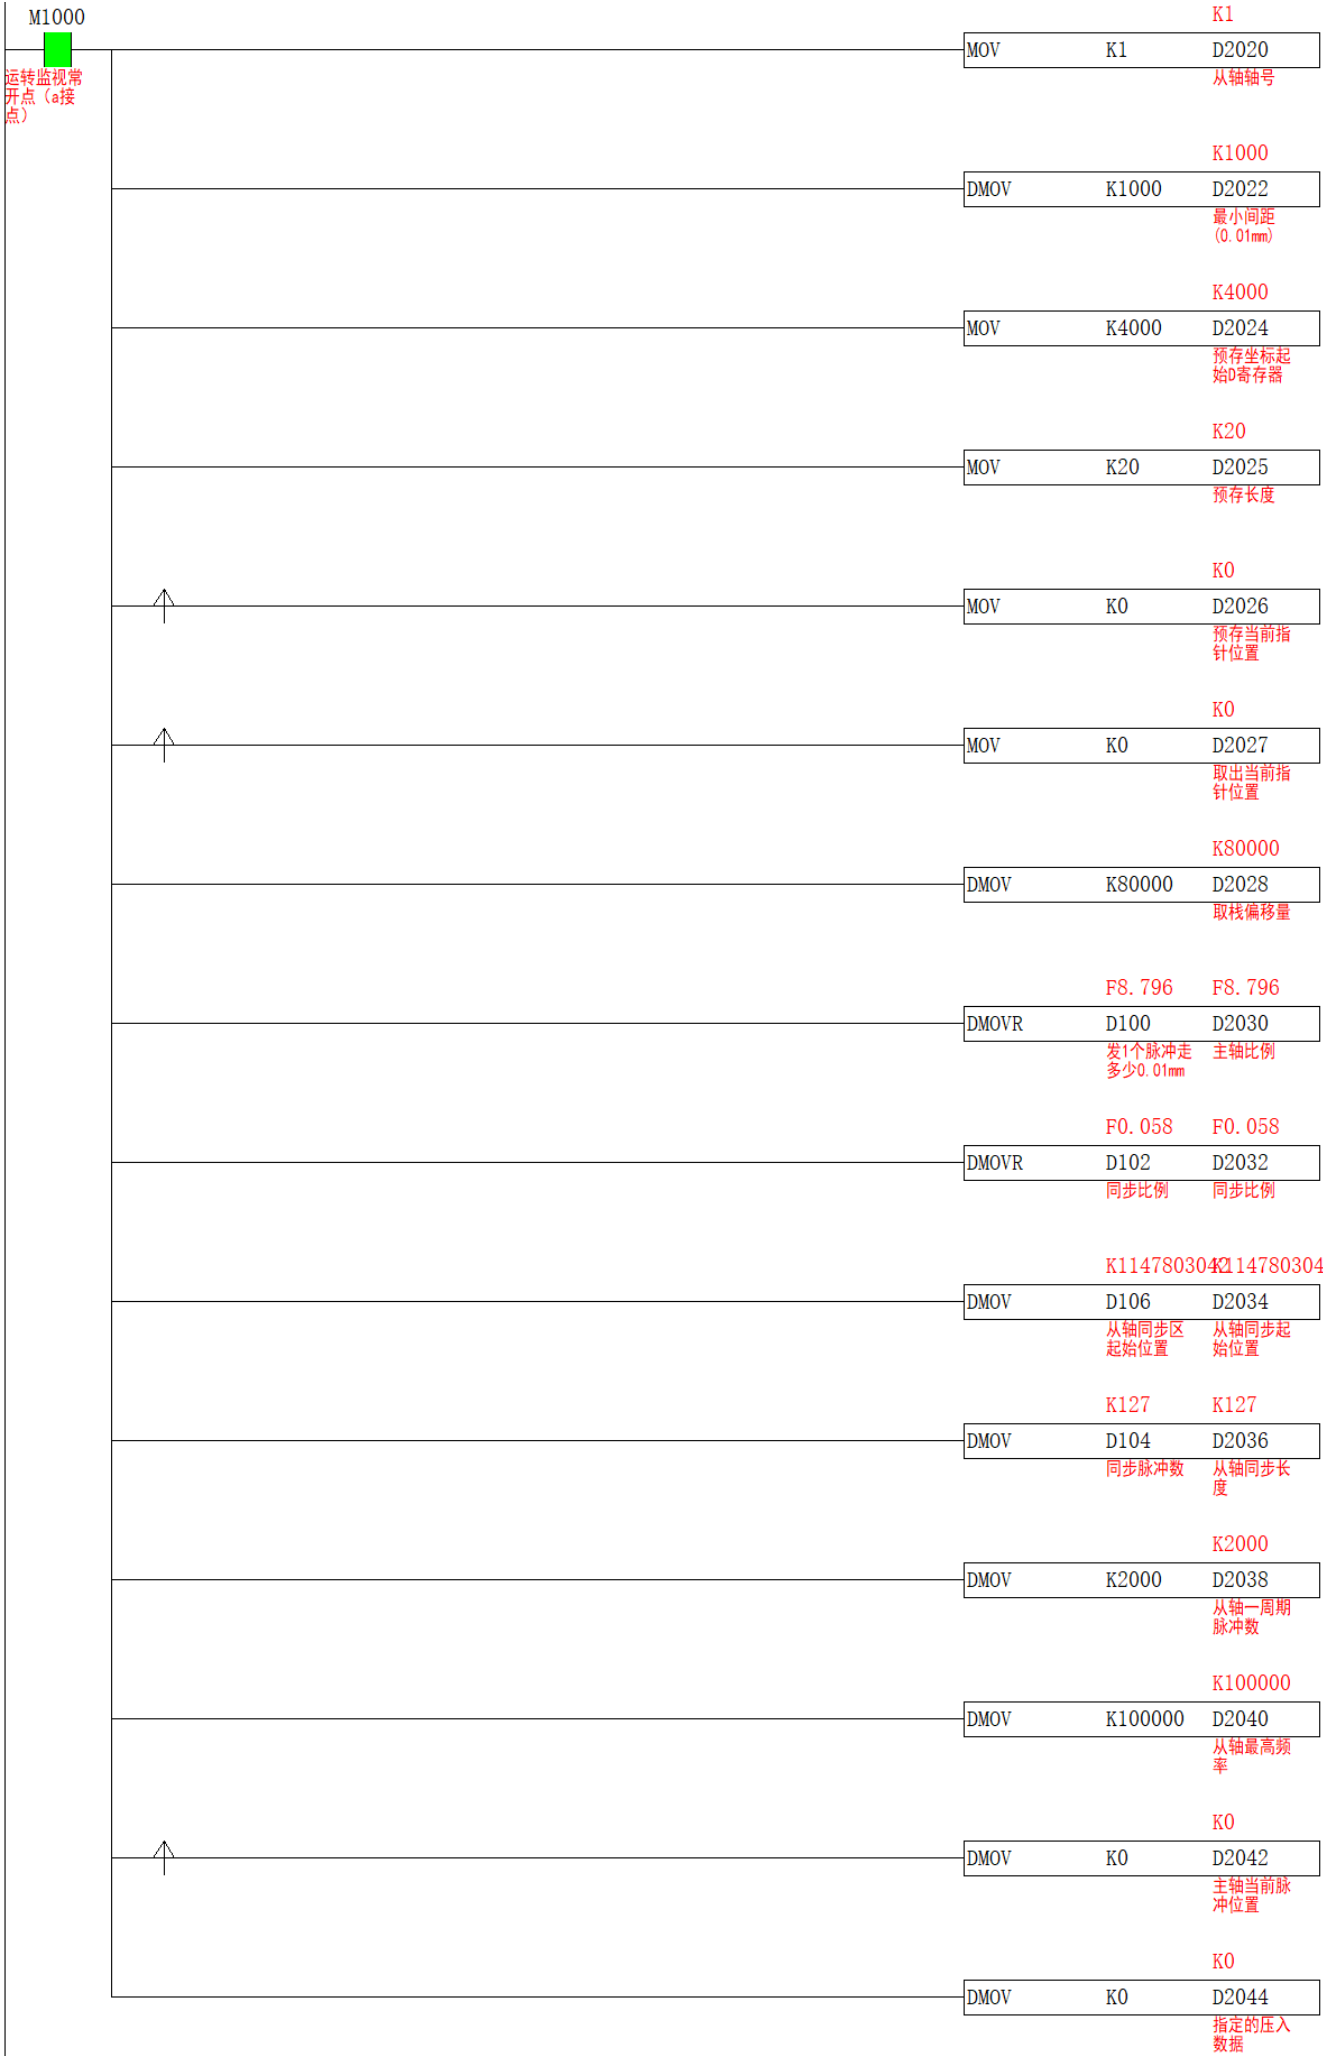 M1000
运转监视常
开点（a接
点）
K1
MOV K1 D2020
从轴轴号
K1000
DMOV K1000 D2022
最小间距
(0.01mm)
K4000
MOV K4000 D2024
预存坐标起
始D寄存器
K20
MOV K20 D2025
预存长度
K0
MOV K0 D2026
预存当前指
针位置
K0
MOV K0 D2027
取出当前指
针位置
K80000
DMOV K80000 D2028
取栈偏移量
F8.796 F8.796
DMOVR D100 D2030
发1个脉冲走 主轴比例
多少0.01mm
F0.058 F0.058
DMOVR D102 D2032
同步比例 同步比例
K1147803042 K114780304
DMOV D106 D2034
从轴同步区 从轴同步起
起始位置 始位置
K127 K127
DMOV D104 D2036
同步脉冲数 从轴同步长
度
K2000
DMOV K2000 D2038
从轴一周期
脉冲数
K100000
DMOV K100000 D2040
从轴最高频
率
K0
DMOV K0 D2042
主轴当前脉
冲位置
K0
DMOV K0 D2044
指定的压入
数据